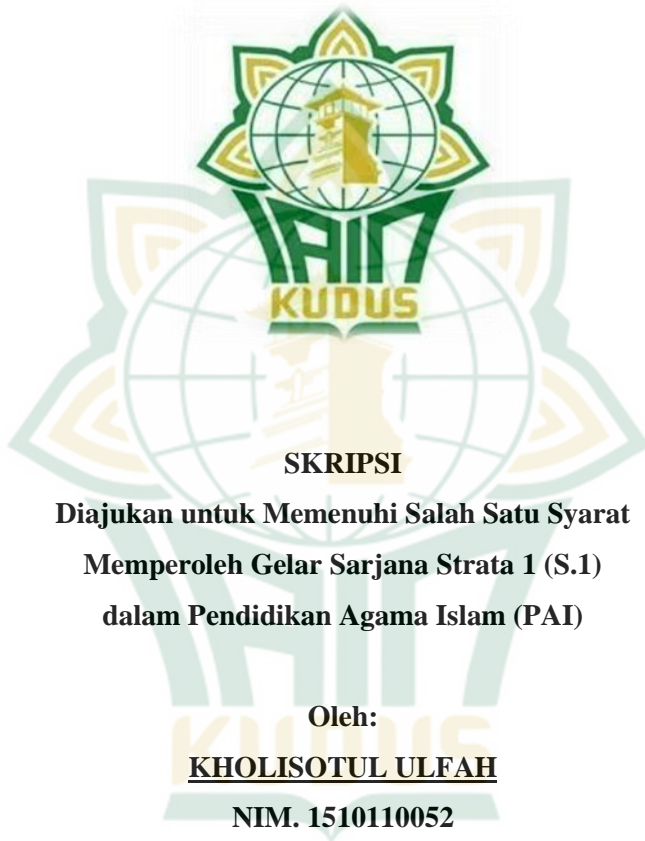 IAIN
KUDUS
SKRIPSI
Diajukan untuk Memenuhi Salah Satu Syarat
Memperoleh Gelar Sarjana Strata 1 (S.1)
dalam Pendidikan Agama Islam (PAI)
Oleh:
KHOLISOTUL ULFAH
NIM. 1510110052